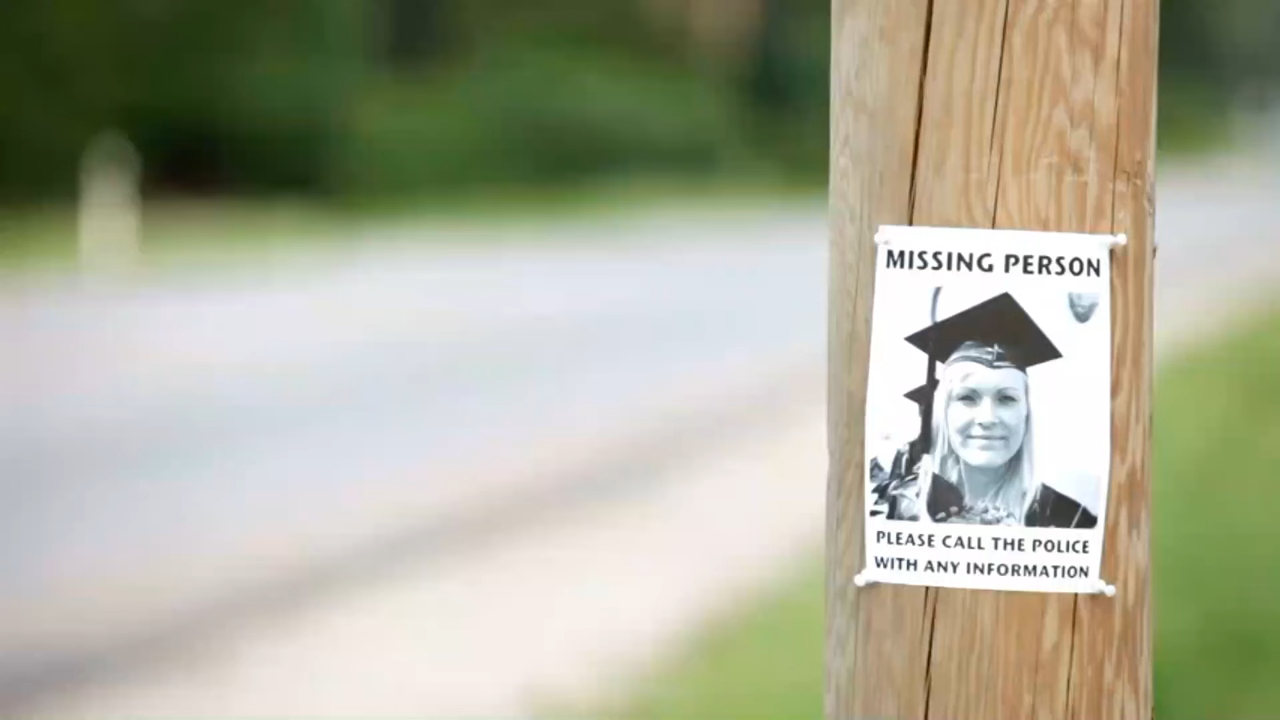 MISSING PERSON
PLEASE CALL THE POLICE
WITH ANY INFORMATION